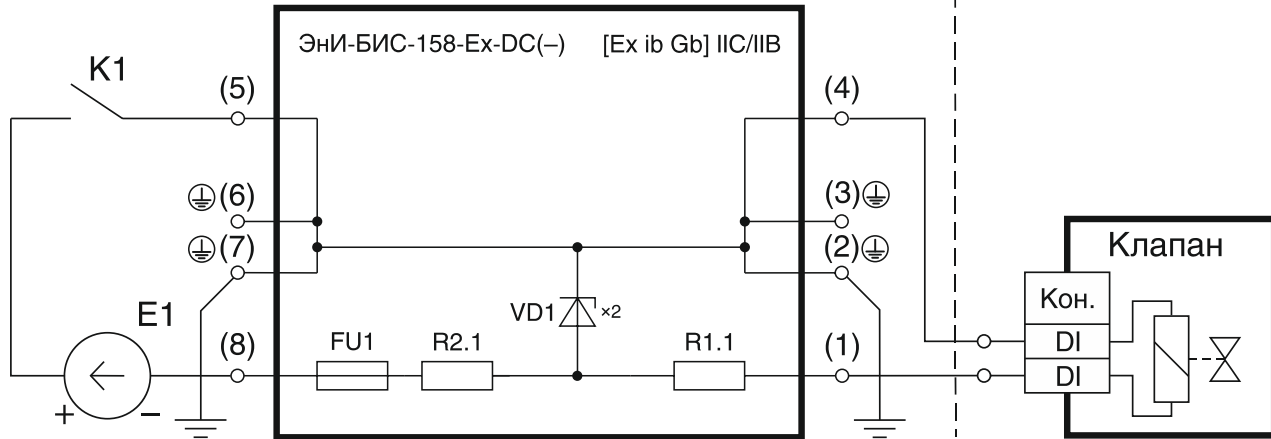 ЭнИ-БИС-158-Ex-DC(–) [Ex ib Gb] IIC/IIB
K1
(5)
(4)
(6)
(3)
(7)
(2)
Клапан
E1
VD1 ×2
Кон.
(8)
FU1
R2.1
R1.1
(1)
DI
DI
+
–